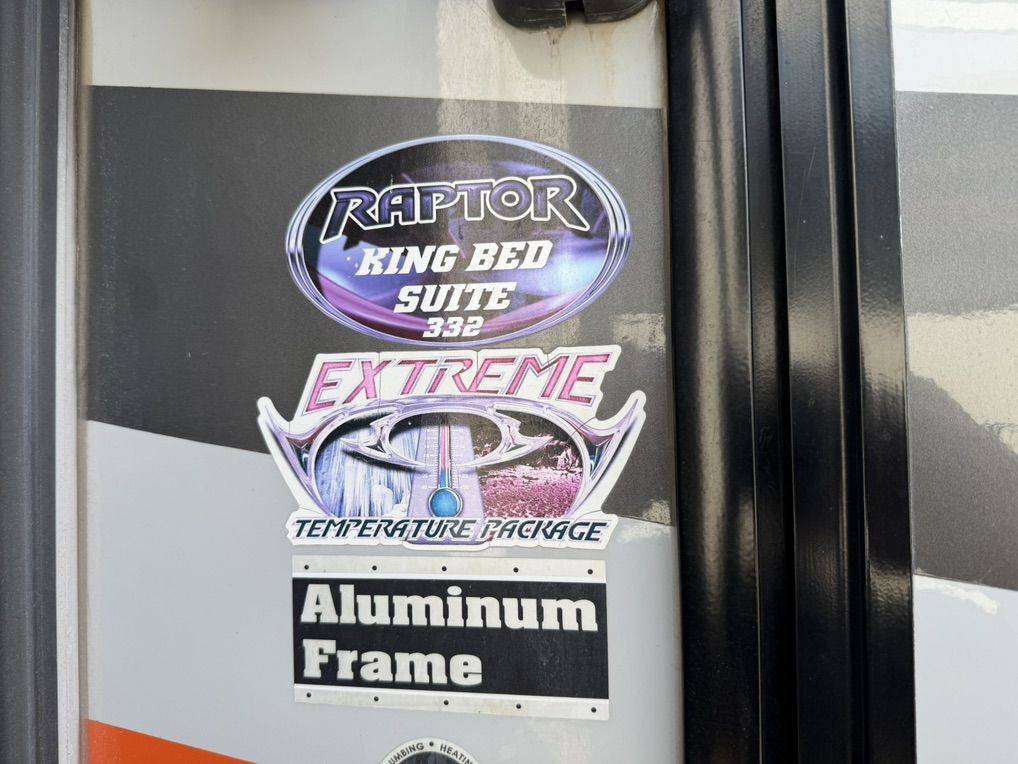 RAPTOR
KING BED
SUITE
332
EXTREME
TEMPERATURE PACKAGE
Aluminum
Frame